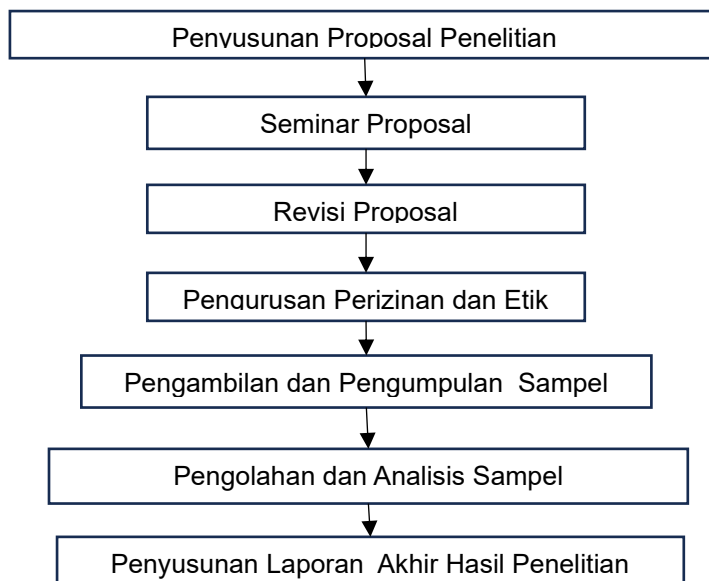 Penyusunan Proposal Penelitian
Seminar Proposal
Revisi Proposal
Pengurusan Perizinan dan Etik
Pengambilan dan Pengumpulan  Sampel
Pengolahan dan Analisis Sampel
Penyusunan Laporan  Akhir Hasil Penelitian